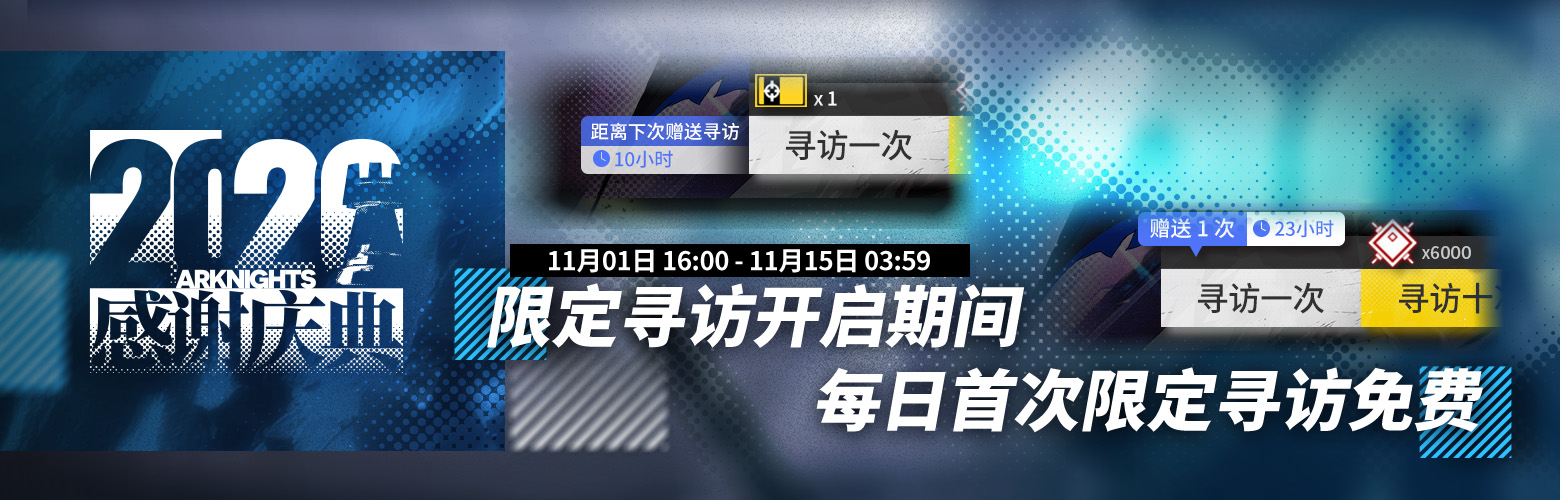 2020
ARKNIGHTS
感谢庆典
x1
距离下次赠送寻访
10小时
寻访一次
11月01日 16:00 - 11月15日 03:59
限定寻访开启期间
赠送 1 次
23小时
x6000
寻访一次
寻访十
每日首次限定寻访免费